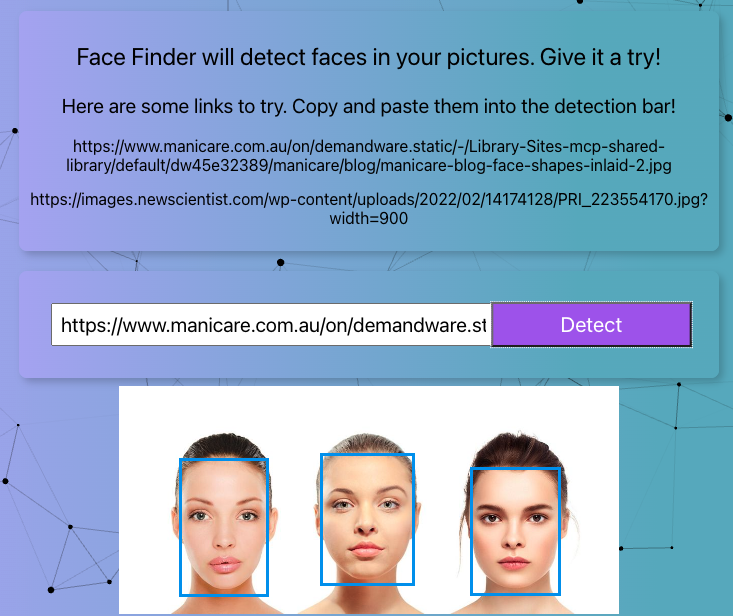 Face Finder will detect faces in your pictures. Give it a try!
Here are some links to try. Copy and paste them into the detection bar!
https://www.manicare.com.au/on/demandware.static/-/Library-Sites-mcp-shared-
library/default/dw45e32389/manicare/blog/manicare-blog-face-shapes-inlaid-2.jpg
https://images.newscientist.com/wp-content/uploads/2022/02/14174128/PRI_223554170.jpg?
width=900
https://www.manicare.com.au/on/demandware.st Detect